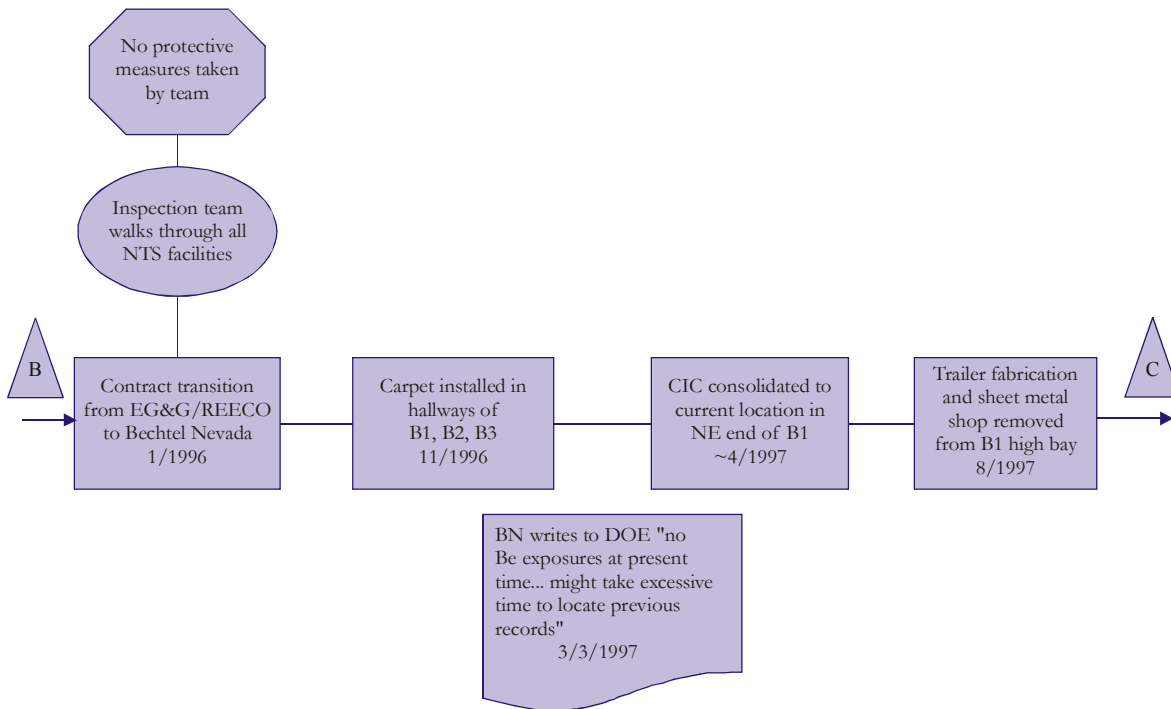 No protective
measures taken
by team
Inspection team
walks through all
NTS facilities
B
Contract transition
from EG&G/REECO
to Bechtel Nevada
1/1996
Carpet installed in
hallways of
B1, B2, B3
11/1996
CIC consolidated to
current location in
NE end of B1
~4/1997
Trailer fabrication
and sheet metal
shop removed
from B1 high bay
8/1997
C
BN writes to DOE "no
Be exposures at present
time... might take excessive
time to locate previous
records"
3/3/1997